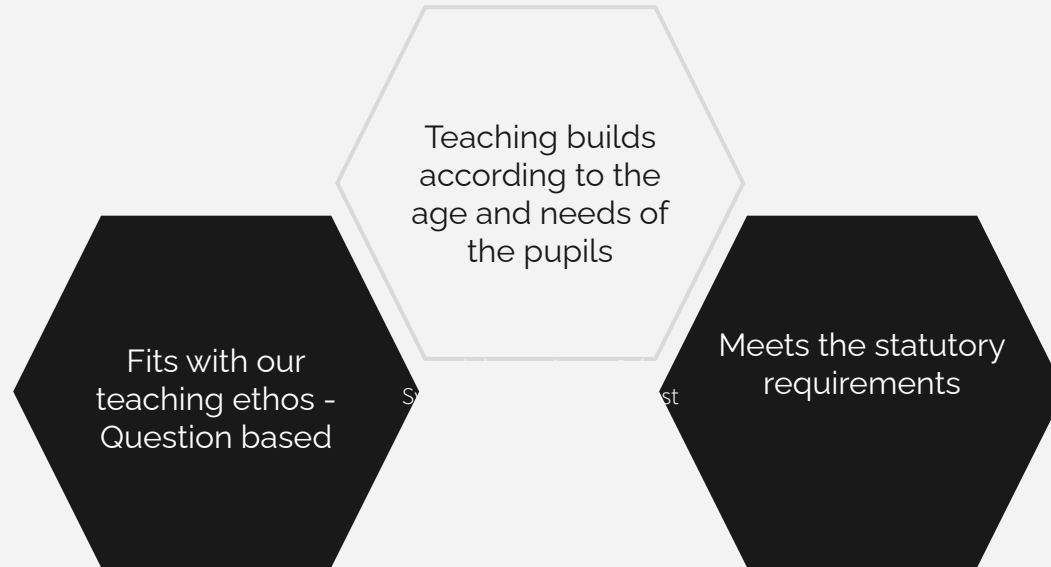 Teaching builds
according to the
age and needs of
the pupils
Fits with our
teaching ethos -
Question based
Meets the statutory
requirements